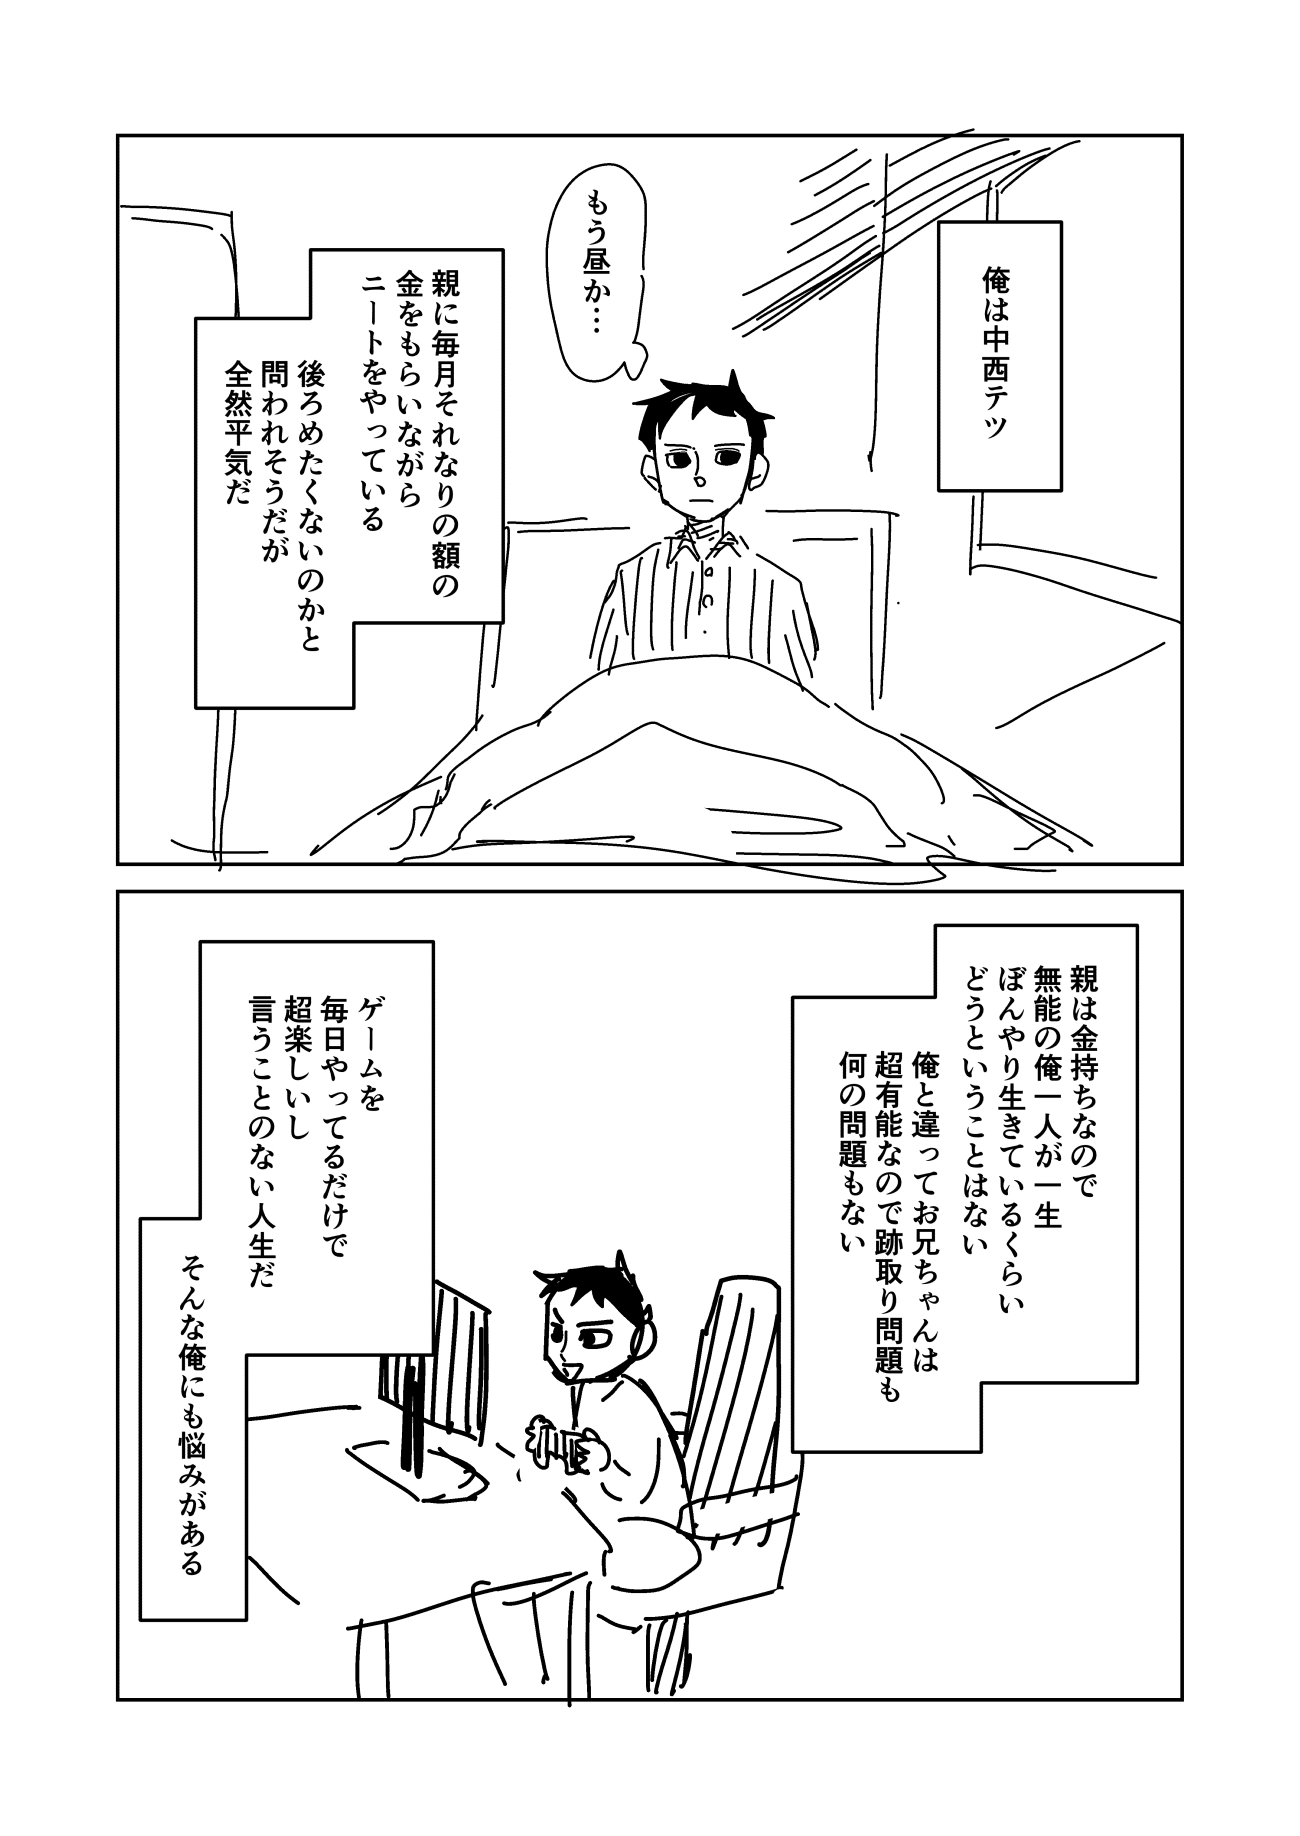 俺は中西テツ
もう昼か…
親に毎月それなりの額の
金をもらいながら
ニートをやっている
後ろめたくないのかと
問われそうだが
全然平気だ
親は金持ちなので
無能の俺一人が一生
ぼんやり生きているくらい
どうということはない
俺と違ってお兄ちゃんは
超有能なので跡取り問題も
何の問題もない
ゲームを
毎日やってるだけで
超楽しいし
言うことのない人生だ
そんな俺にも悩みがある